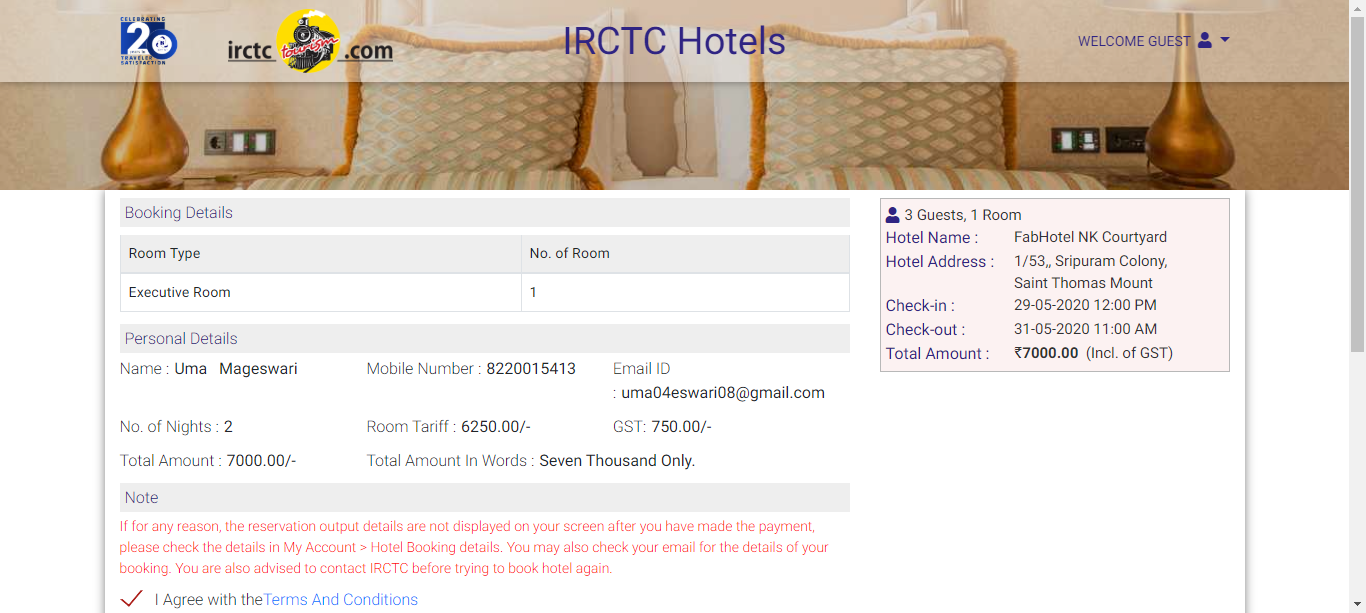 CELEBRATING
20
TRAVELER
SATISFACTION
irctc tourism .com
IRCTC Hotels
WELCOME GUEST
Booking Details
Room Type No. of Room
Executive Room 1
Personal Details
Name : Uma Mageswari Mobile Number : 8220015413 Email ID
: uma04eswari08@gmail.com
No. of Nights : 2 Room Tariff : 6250.00/- GST: 750.00/-
Total Amount : 7000.00/- Total Amount In Words : Seven Thousand Only.
Note
If for any reason, the reservation output details are not displayed on your screen after you have made the payment,
please check the details in My Account > Hotel Booking details. You may also check your email for the details of your
booking. You are also advised to contact IRCTC before trying to book hotel again.
I Agree with theTerms And Conditions
3 Guests, 1 Room
Hotel Name : FabHotel NK Courtyard
Hotel Address : 1/53,, Sripuram Colony,
Saint Thomas Mount
Check-in : 29-05-2020 12:00 PM
Check-out : 31-05-2020 11:00 AM
Total Amount : ₹7000.00 (Incl. of GST)